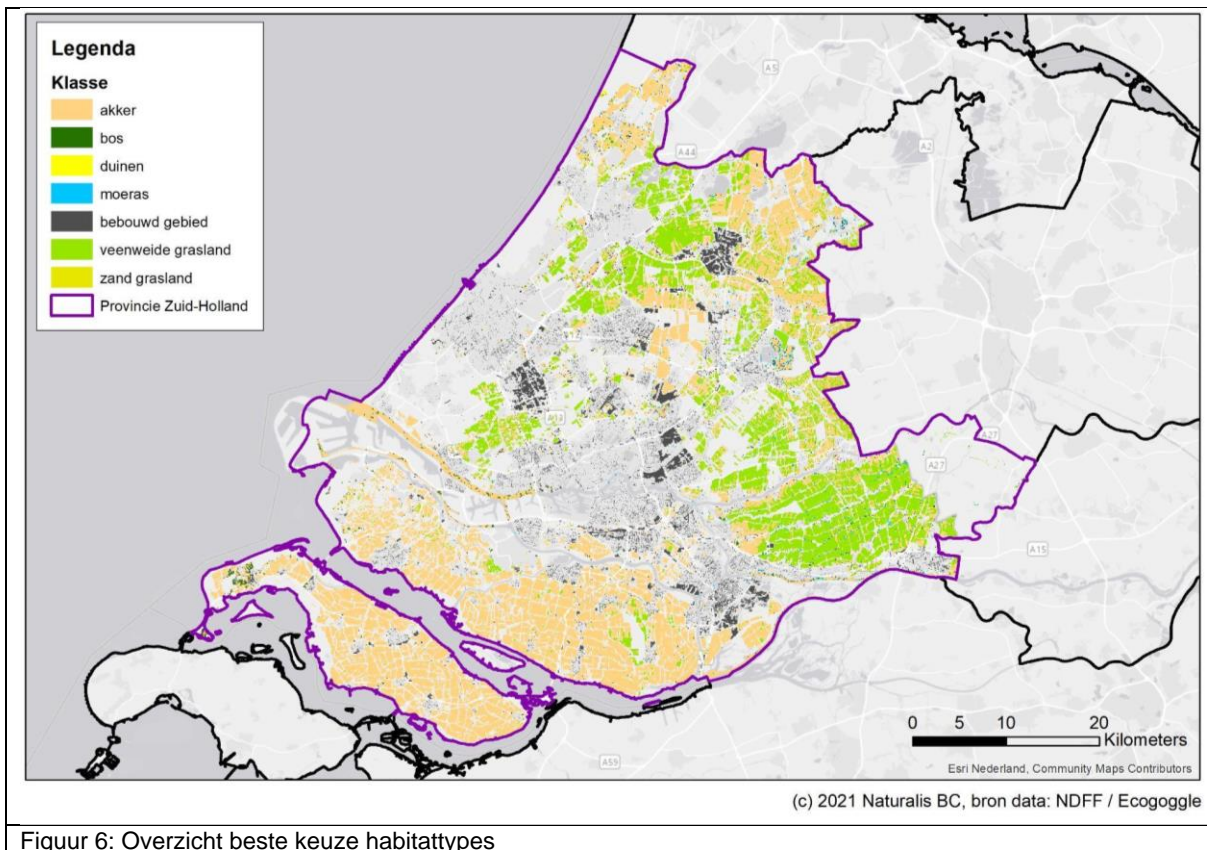 Legenda
Klasse
akker
bos
duinen
moeras
bebouwd gebied
veenweide grasland
zand grasland
Provincie Zuid-Holland
A5
A2
A44
A12
A13
A27
A27
A15
A59
0 5 10 20
Kilometers
Esri Nederland, Community Maps Contributors
(c) 2021 Naturalis BC, bron data: NDFF / Ecogoggle
Figuur 6: Overzicht beste keuze habitattypes